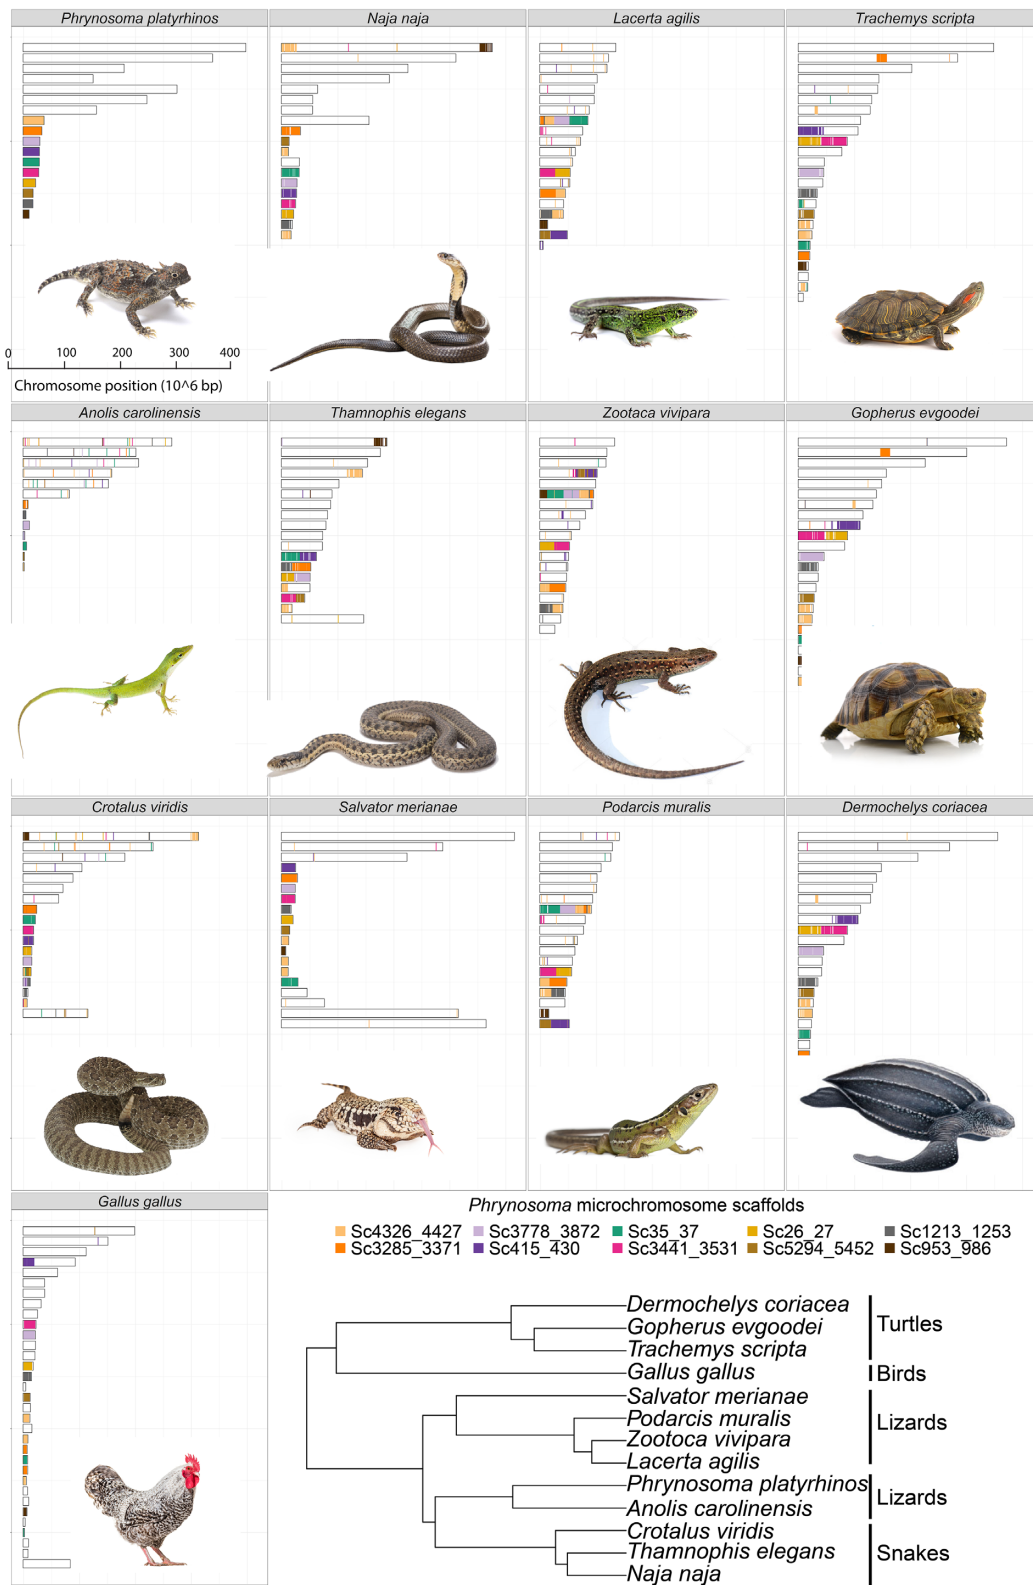 Phrynosoma platyrhinos
Naja naja
Lacerta agilis
Trachemys scripta
0 100 200 300 400
Chromosome position (10^6 bp)
Anolis carolinensis
Thamnophis elegans
Zootaca vivipara
Gopherus evgoodei
Crotalus viridis
Salvator merianae
Podarcis muralis
Dermochelys coriacea
Gallus gallus
Phrynosoma microchromosome scaffolds
Sc4326_4427 Sc3778_3872 Sc35_37 Sc26_27 Sc1213_1253
Sc3285_3371 Sc415_430 Sc3441_3531 Sc5294_5452 Sc953_986
Dermochelys coriacea
Gopherus evgoodei
Turtles
Trachemys scripta
Gallus gallus
Birds
Salvator merianae
Podarcis muralis
Lizards
Zootoca vivipara
Lacerta agilis
Phrynosoma platyrhinos
Lizards
Anolis carolinensis
Crotalus viridis
Thamnophis elegans
Snakes
Naja naja